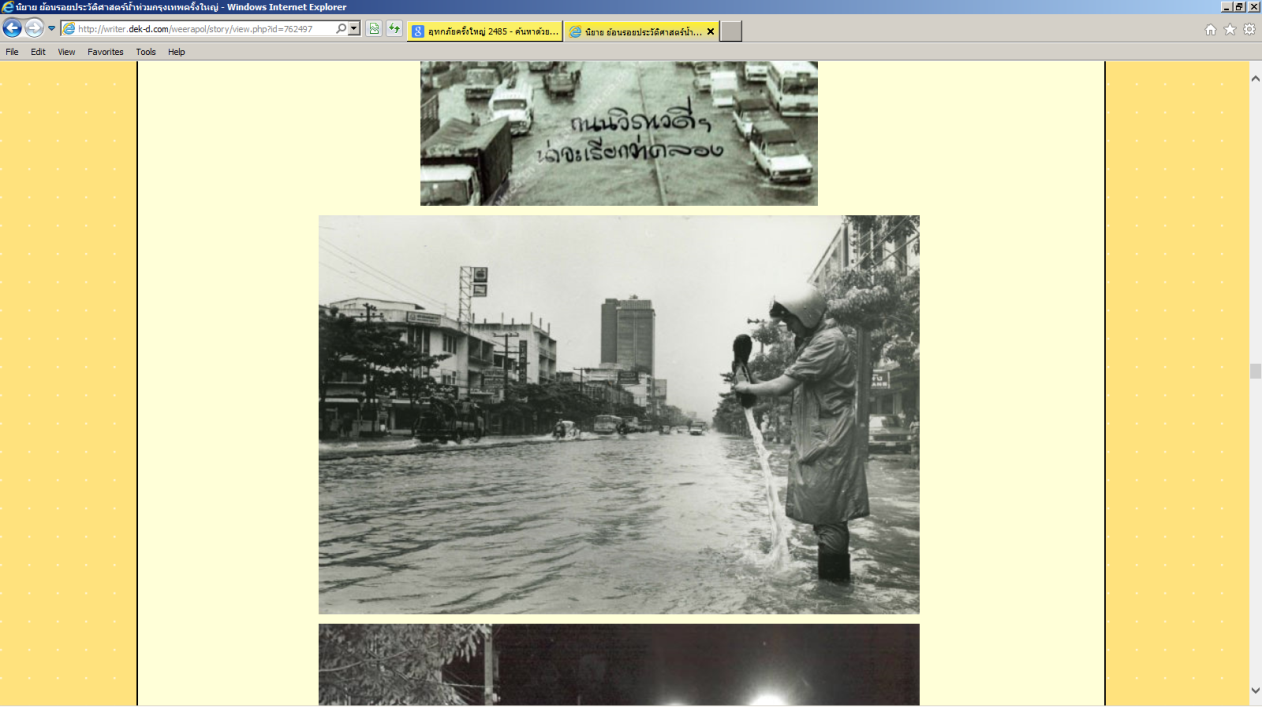 นิยาย ย้อนรอยประวัติศาสตร์น้ำท่วมกรุงเทพครั้งใหญ่ - Windows Internet Explorer
http://writer.dek-d.com/weerapol/story/view.php?id=762497
อุทกภัยครั้งใหญ่ 2485 - ค้นหาด้วย...
นิยาย ย้อนรอยประวัติศาสตร์น้ำ...
File Edit View Favorites Tools Help
ถนนวิภาวดีฯ
น่าจะเรียกว่าคลอง